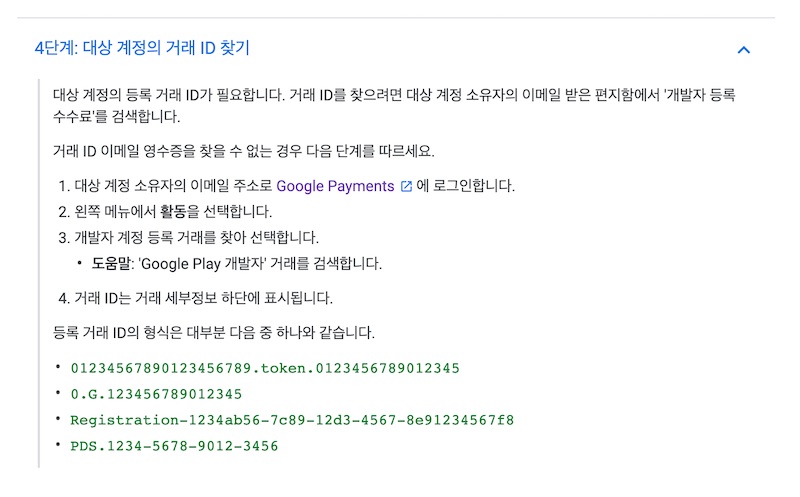 4단계: 대상 계정의 거래 ID 찾기
대상 계정의 등록 거래 ID가 필요합니다. 거래 ID를 찾으려면 대상 계정 소유자의 이메일 받은 편지함에서 '개발자 등록
수수료'를 검색합니다.
거래 ID 이메일 영수증을 찾을 수 없는 경우 다음 단계를 따르세요.
1. 대상 계정 소유자의 이메일 주소로 Google Payments 에 로그인합니다.
2. 왼쪽 메뉴에서 활동을 선택합니다.
3. 개발자 계정 등록 거래를 찾아 선택합니다.
• 도움말: 'Google Play 개발자' 거래를 검색합니다.
4. 거래 ID는 거래 세부정보 하단에 표시됩니다.
등록 거래 ID의 형식은 대부분 다음 중 하나와 같습니다.
• 01234567890123456789.token.0123456789012345
• 0.G.123456789012345
• Registration-1234ab56-7c89-12d3-4567-8e91234567f8
• PDS.1234-5678-9012-3456